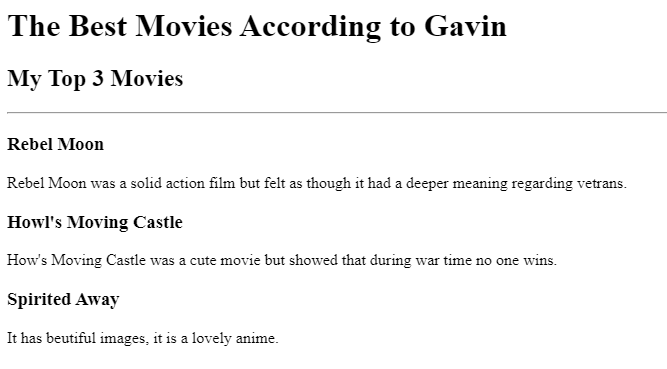 The Best Movies According to Gavin
My Top 3 Movies
Rebel Moon
Rebel Moon was a solid action film but felt as though it had a deeper meaning regarding vetrans.
Howl's Moving Castle
How's Moving Castle was a cute movie but showed that during war time no one wins.
Spirited Away
It has beutiful images, it is a lovely anime.